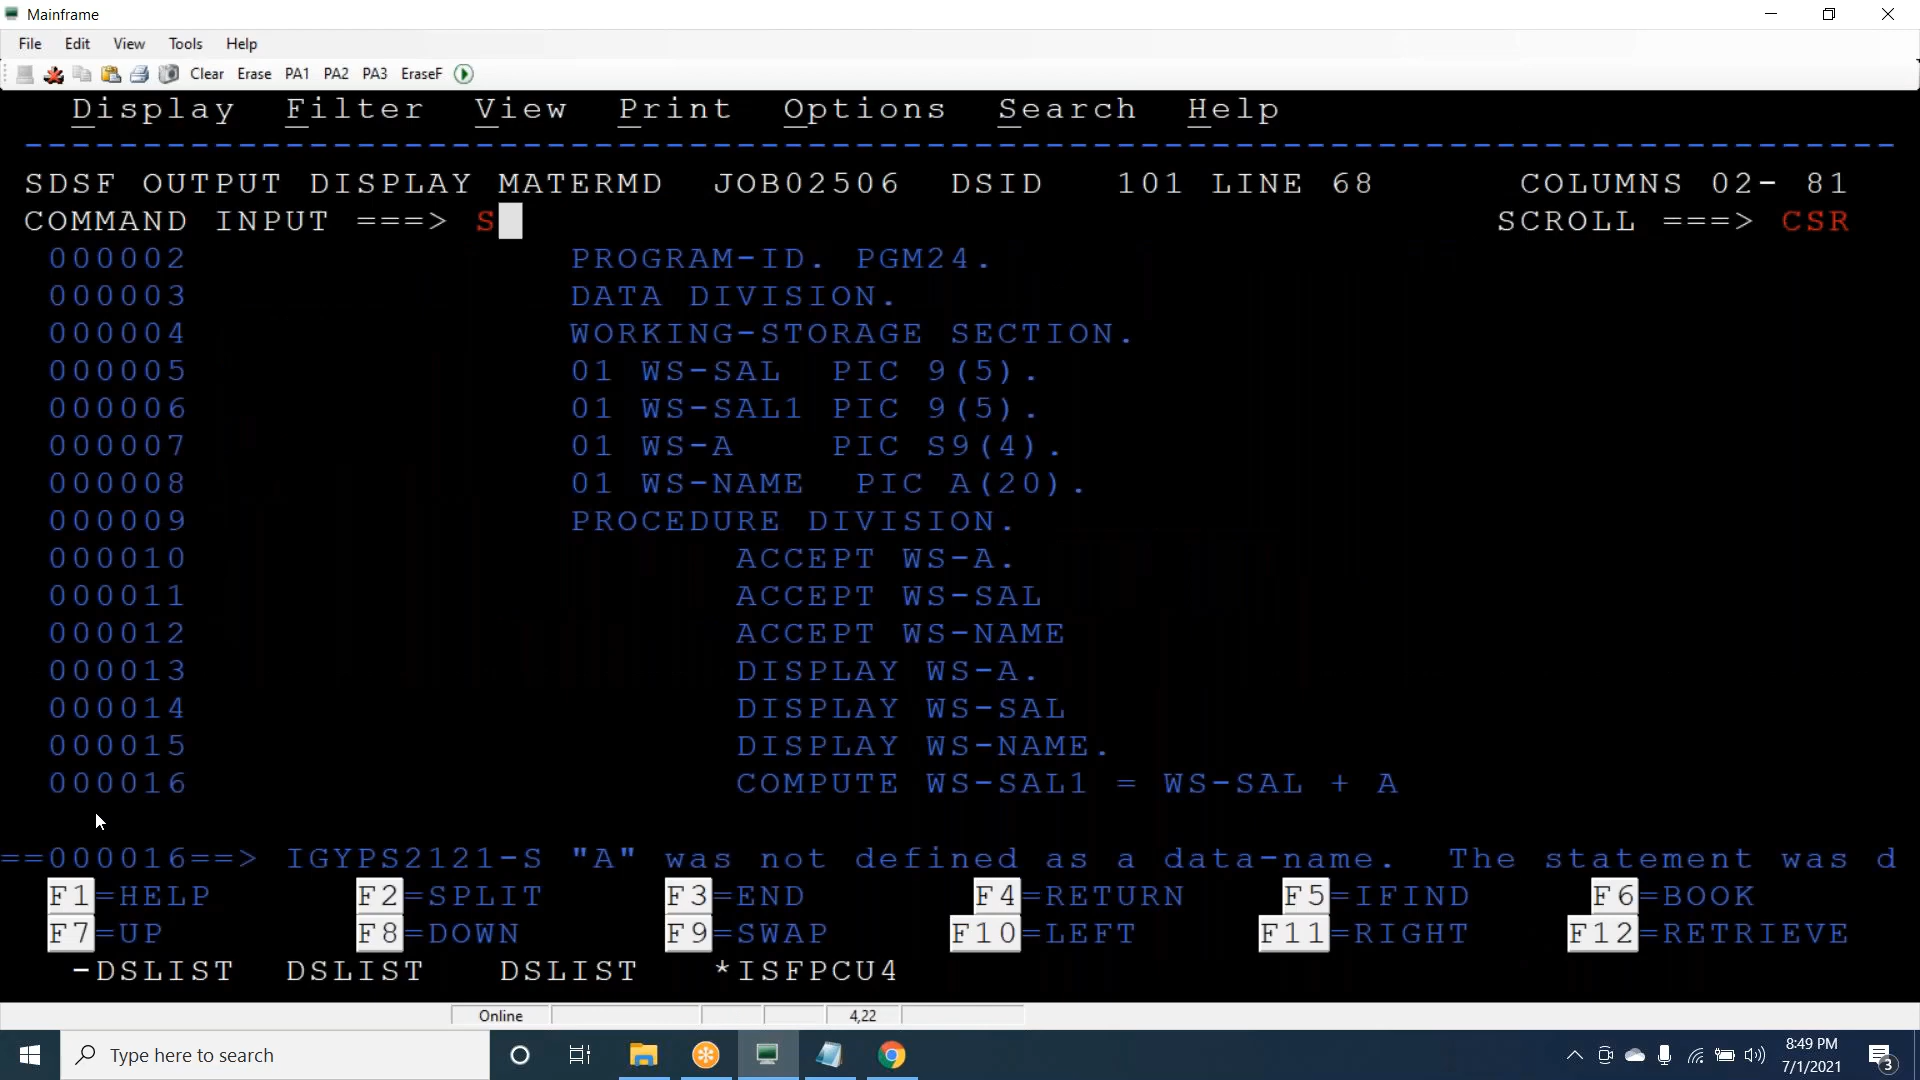 Mainframe
File Edit View Tools Help
Clear Erase PA1 PA2 PA3 EraseF
Display Filter View Print Options Search Help
--------------------------------------------------------------------------------
SDSF OUTPUT DISPLAY MATERMD JOB02506 DSID 101 LINE 68 COLUMNS 02- 81
COMMAND INPUT ===> S SCROLL ===> CSR
000002 PROGRAM-ID. PGM24.
000003 DATA DIVISION.
000004 WORKING-STORAGE SECTION.
000005 01 WS-SAL PIC 9(5).
000006 01 WS-SAL1 PIC 9(5).
000007 01 WS-A PIC S9(4).
000008 01 WS-NAME PIC A(20).
000009 PROCEDURE DIVISION.
000010 ACCEPT WS-A.
000011 ACCEPT WS-SAL
000012 ACCEPT WS-NAME
000013 DISPLAY WS-A.
000014 DISPLAY WS-SAL
000015 DISPLAY WS-NAME.
000016 COMPUTE WS-SAL1 = WS-SAL + A
==000016==> IGYPS2121-S "A" was not defined as a data-name. The statement was d
F1=HELP F2=SPLIT F3=END F4=RETURN F5=IFIND F6=BOOK
F7=UP F8=DOWN F9=SWAP F10=LEFT F11=RIGHT F12=RETRIEVE
-DSLIST DSLIST DSLIST *ISFPCU4
Online 4,22
Type here to search
8:49 PM
7/1/2021
3